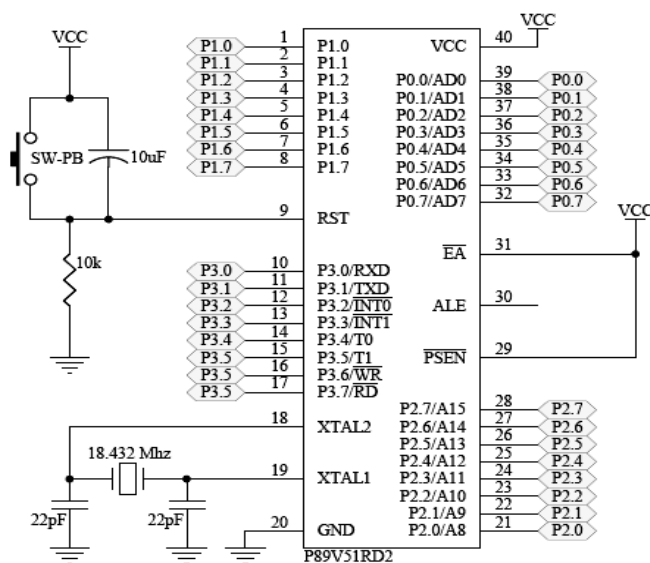 VCC
SW-PB
10uF
10k
P1.0 1 P1.0
P1.1 2 P1.1
P1.2 3 P1.2
P1.3 4 P1.3
P1.4 5 P1.4
P1.5 6 P1.5
P1.6 7 P1.6
P1.7 8 P1.7
9 RST
P3.0 10 P3.0/RXD
P3.1 11 P3.1/TXD
P3.2 12 P3.2/INT0
P3.3 13 P3.3/INT1
P3.4 14 P3.4/T0
P3.5 15 P3.5/T1
P3.5 16 P3.6/WR
P3.5 17 P3.7/RD
18 XTAL2
18.432 Mhz
19 XTAL1
22pF
22pF
20 GND
VCC
VCC 40
P0.0/AD0 39 P0.0
P0.1/AD1 38 P0.1
P0.2/AD2 37 P0.2
P0.3/AD3 36 P0.3
P0.4/AD4 35 P0.4
P0.5/AD5 34 P0.5
P0.6/AD6 33 P0.6
P0.7/AD7 32 P0.7
VCC
EA 31
ALE 30
PSEN 29
P2.7/A15 28 P2.7
P2.6/A14 27 P2.6
P2.5/A13 26 P2.5
P2.4/A12 25 P2.4
P2.3/A11 24 P2.3
P2.2/A10 23 P2.2
P2.1/A9 22 P2.1
P2.0/A8 21 P2.0
P89V51RD2